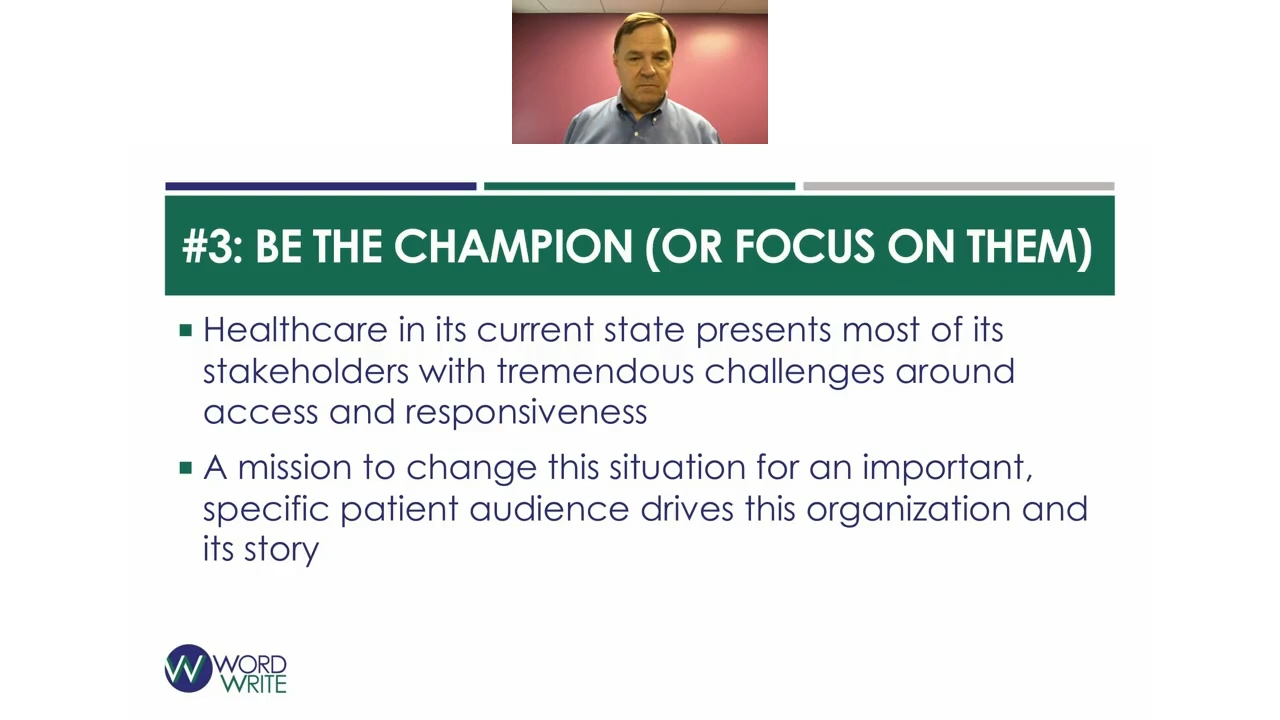 #3: BE THE CHAMPION (OR FOCUS ON THEM)
Healthcare in its current state presents most of its
stakeholders with tremendous challenges around
access and responsiveness
A mission to change this situation for an important,
specific patient audience drives this organization and
its story
WORD
WRITE